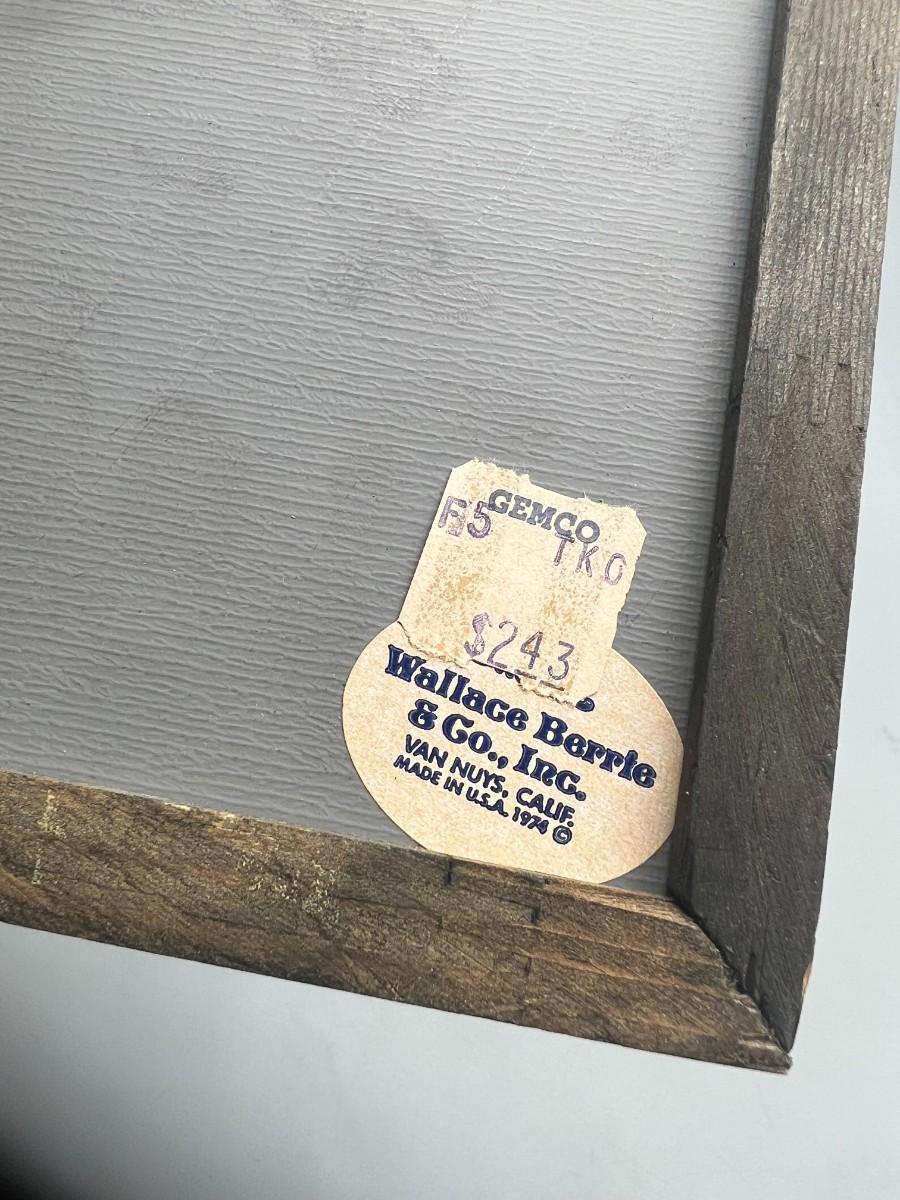 GEMCO
F5 TKO
$243
Wallace Berrie
& Co., Inc.
VAN NUYS, CALIF.
MADE IN U.S.A. 1974 ©